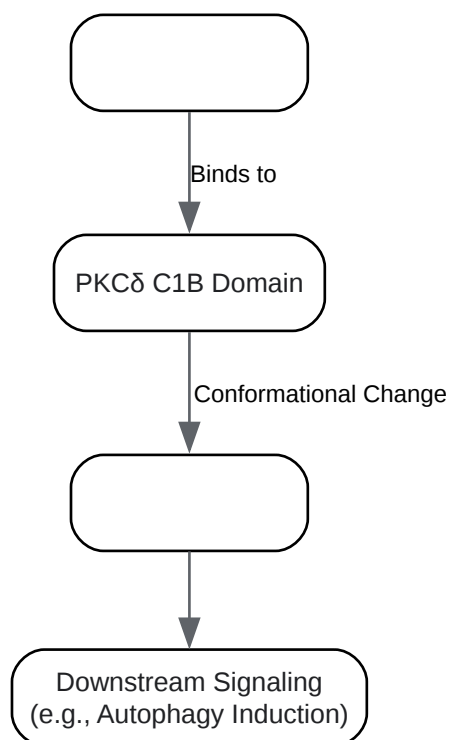 Binds to
PKCδ C1B Domain
Conformational Change
Downstream Signaling
(e.g., Autophagy Induction)